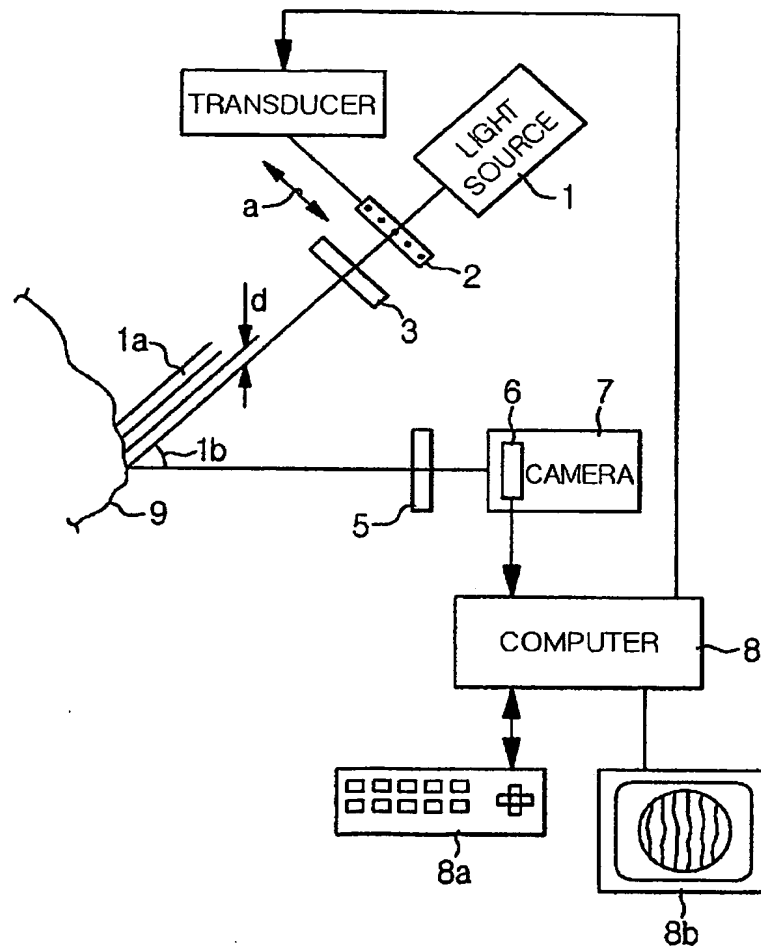 TRANSDUCER
LIGHT
SOURCE
1
a
2
3
d
1a
1b
6
7
CAMERA
5
9
COMPUTER
8
8a
8b